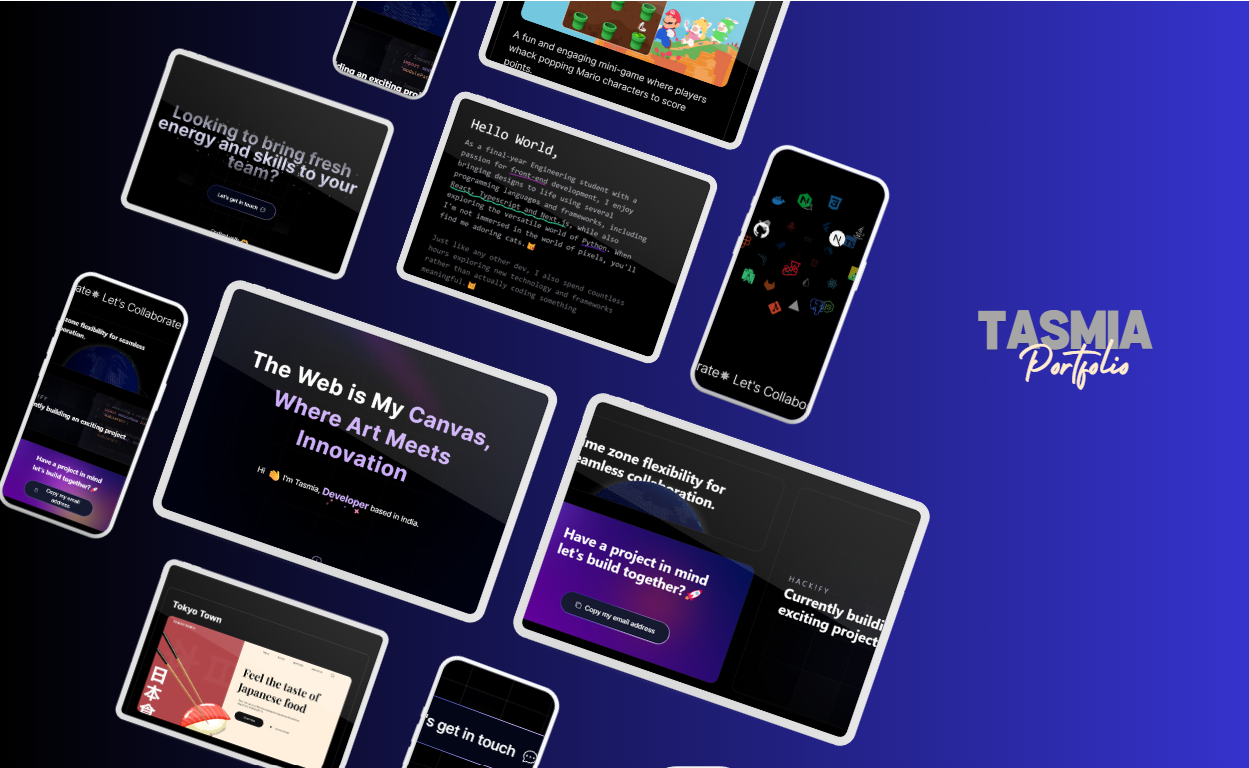 A fun and engaging mini-game where players
whack popping Mario characters to score
points.
ding an exciting pro
Looking to bring fresh
energy and skills to your
team?
Let's get in touch
Hello World,
As a final-year Engineering student with a
passion for front-end development, I enjoy
bringing designs to life using several
programming languages and frameworks, including
React, Typescript and Next.js, while also
exploring the versatile world of Python. When
I'm not immersed in the world of pixels, you'll
find me adoring cats.
Just like any other dev, I also spend countless
hours exploring new technology and frameworks
rather than actually coding something
meaningful.
rate✷ Let's Collabo
ate✷ Let's Collaborate
zone flexibility for seamless
boration.
ntly building an exciting project
Have a project in mind
let's build together?
Copy my email
address
The Web is My Canvas,
Where Art Meets
Innovation
Hi 👋 I'm Tasmia, Developer based in India.
TASMIA
Portfolio
ime zone flexibility for
eamless collaboration.
Have a project in mind
let's build together?🚀
Copy my email address
HACKIFY
Currently buildi
exciting project
Tokyo Town
Feel the taste of
Japanese food
日本
's get in touch